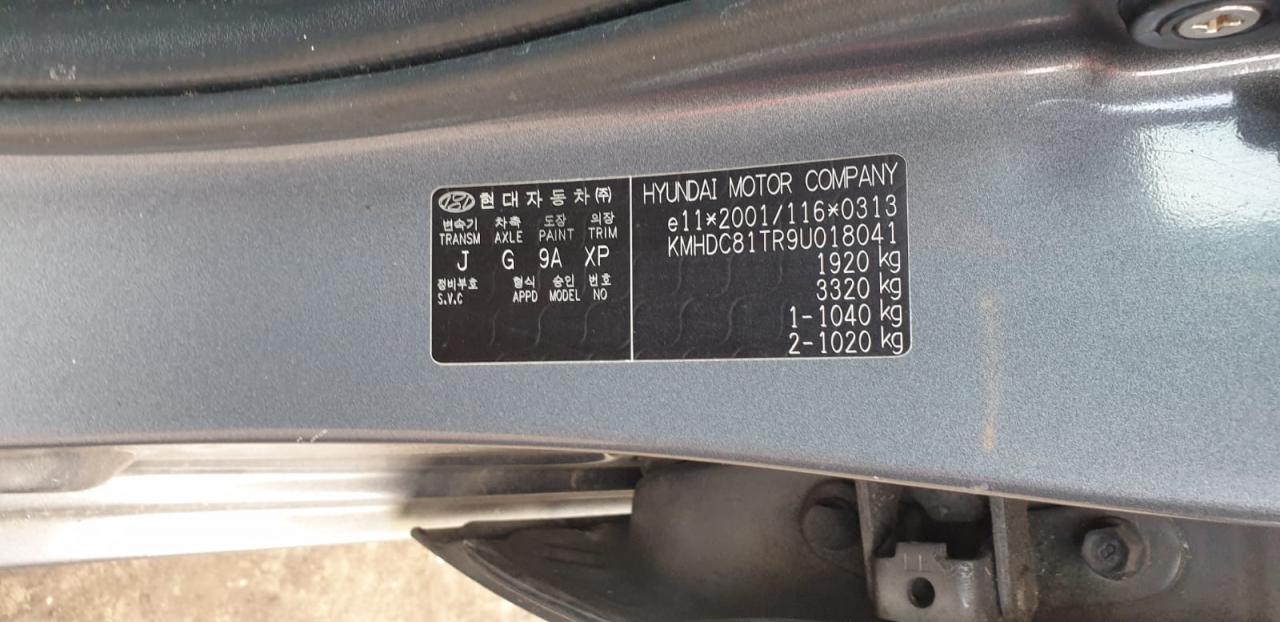 현대자동차㈜
변속기 차축 도장 의장
TRANSM AXLE PAINT TRIM
J G 9A XP
정비부호 형식 승인 번호
S.V.C APPD MODEL NO
HYUNDAI MOTOR COMPANY
e11*2001/116*0313
KMHDC81TR9U018041
1920 kg
3320 kg
1-1040 kg
2-1020 kg